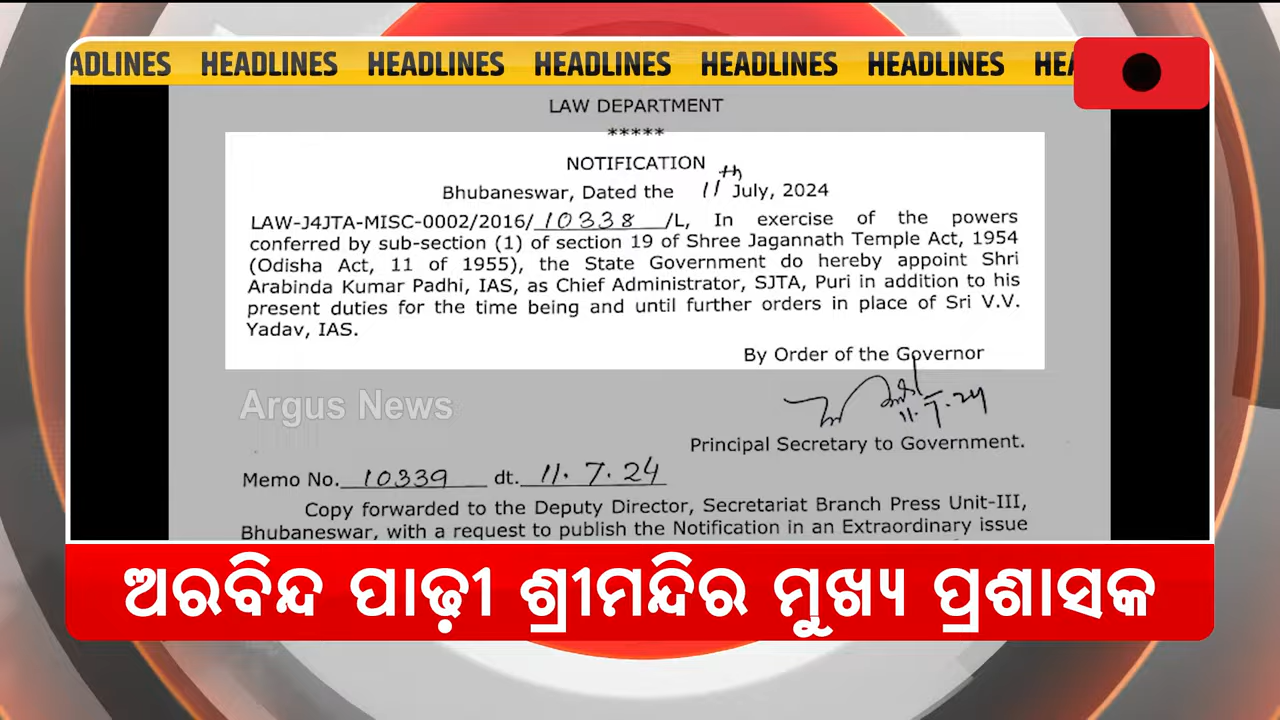 ADLINES HEADLINES HEADLINES HEADLINES HEADLINES HEADLINES HEA
LAW DEPARTMENT
*****
NOTIFICATION
Bhubaneswar, Dated the 11th July, 2024
LAW-J4JTA-MISC-0002/2016/10338/L, In exercise of the powers
conferred by sub-section (1) of section 19 of Shree Jagannath Temple Act, 1954
(Odisha Act, 11 of 1955), the State Government do hereby appoint Shri
Arabinda Kumar Padhi, IAS, as Chief Administrator, SJTA, Puri in addition to his
present duties for the time being and until further orders in place of Sri V.V.
Yadav, IAS.
By Order of the Governor
Argus News
11.7.24
Principal Secretary to Government.
Memo No. 10339 dt. 11.7.24
Copy forwarded to the Deputy Director, Secretariat Branch Press Unit-III,
Bhubaneswar, with a request to publish the Notification in an Extraordinary issue
ଅରବିନ୍ଦ ପାଢ଼ୀ ଶ୍ରୀମନ୍ଦିର ମୁଖ୍ୟ ପ୍ରଶାସକ